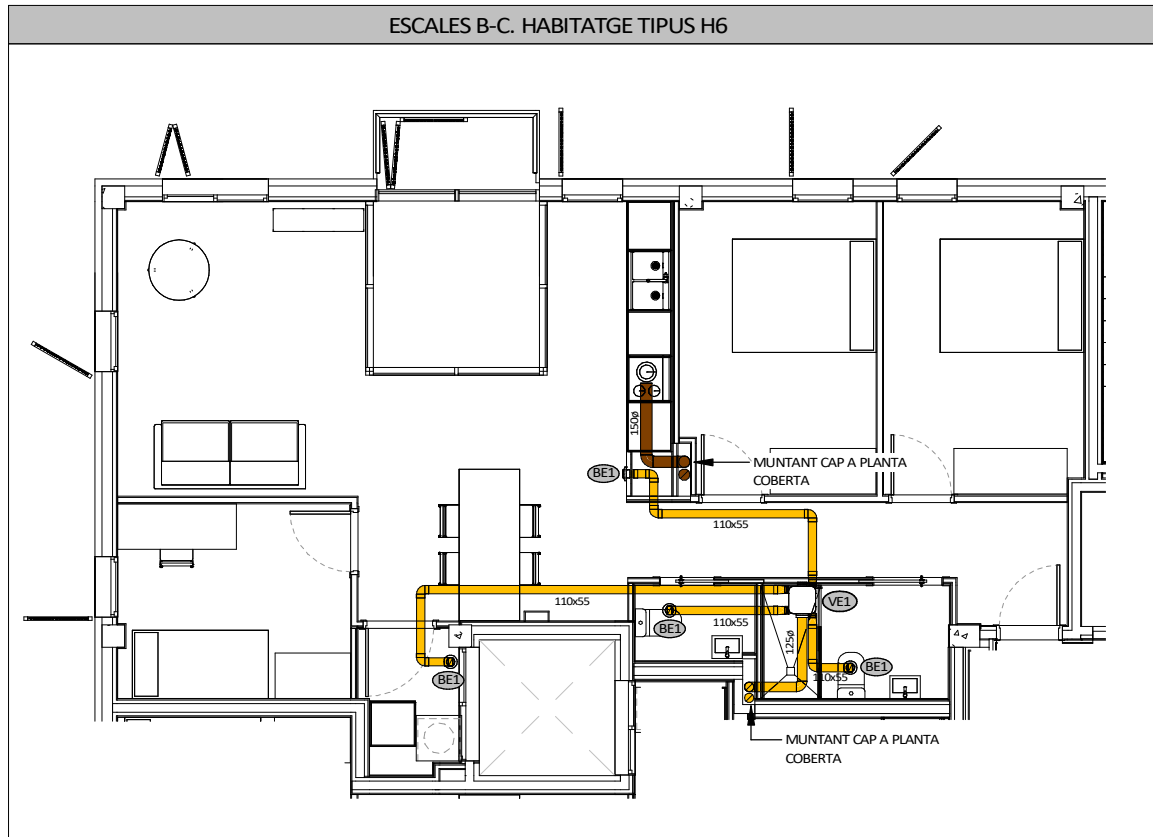 ESCALES B-C. HABITATGE TIPUS H6
150ø
MUNTANT CAP A PLANTA
COBERTA
BE1
110x55
110x55
VE1
110x55
BE1
125ø
BE1
110x55
BE1
MUNTANT CAP A PLANTA
COBERTA